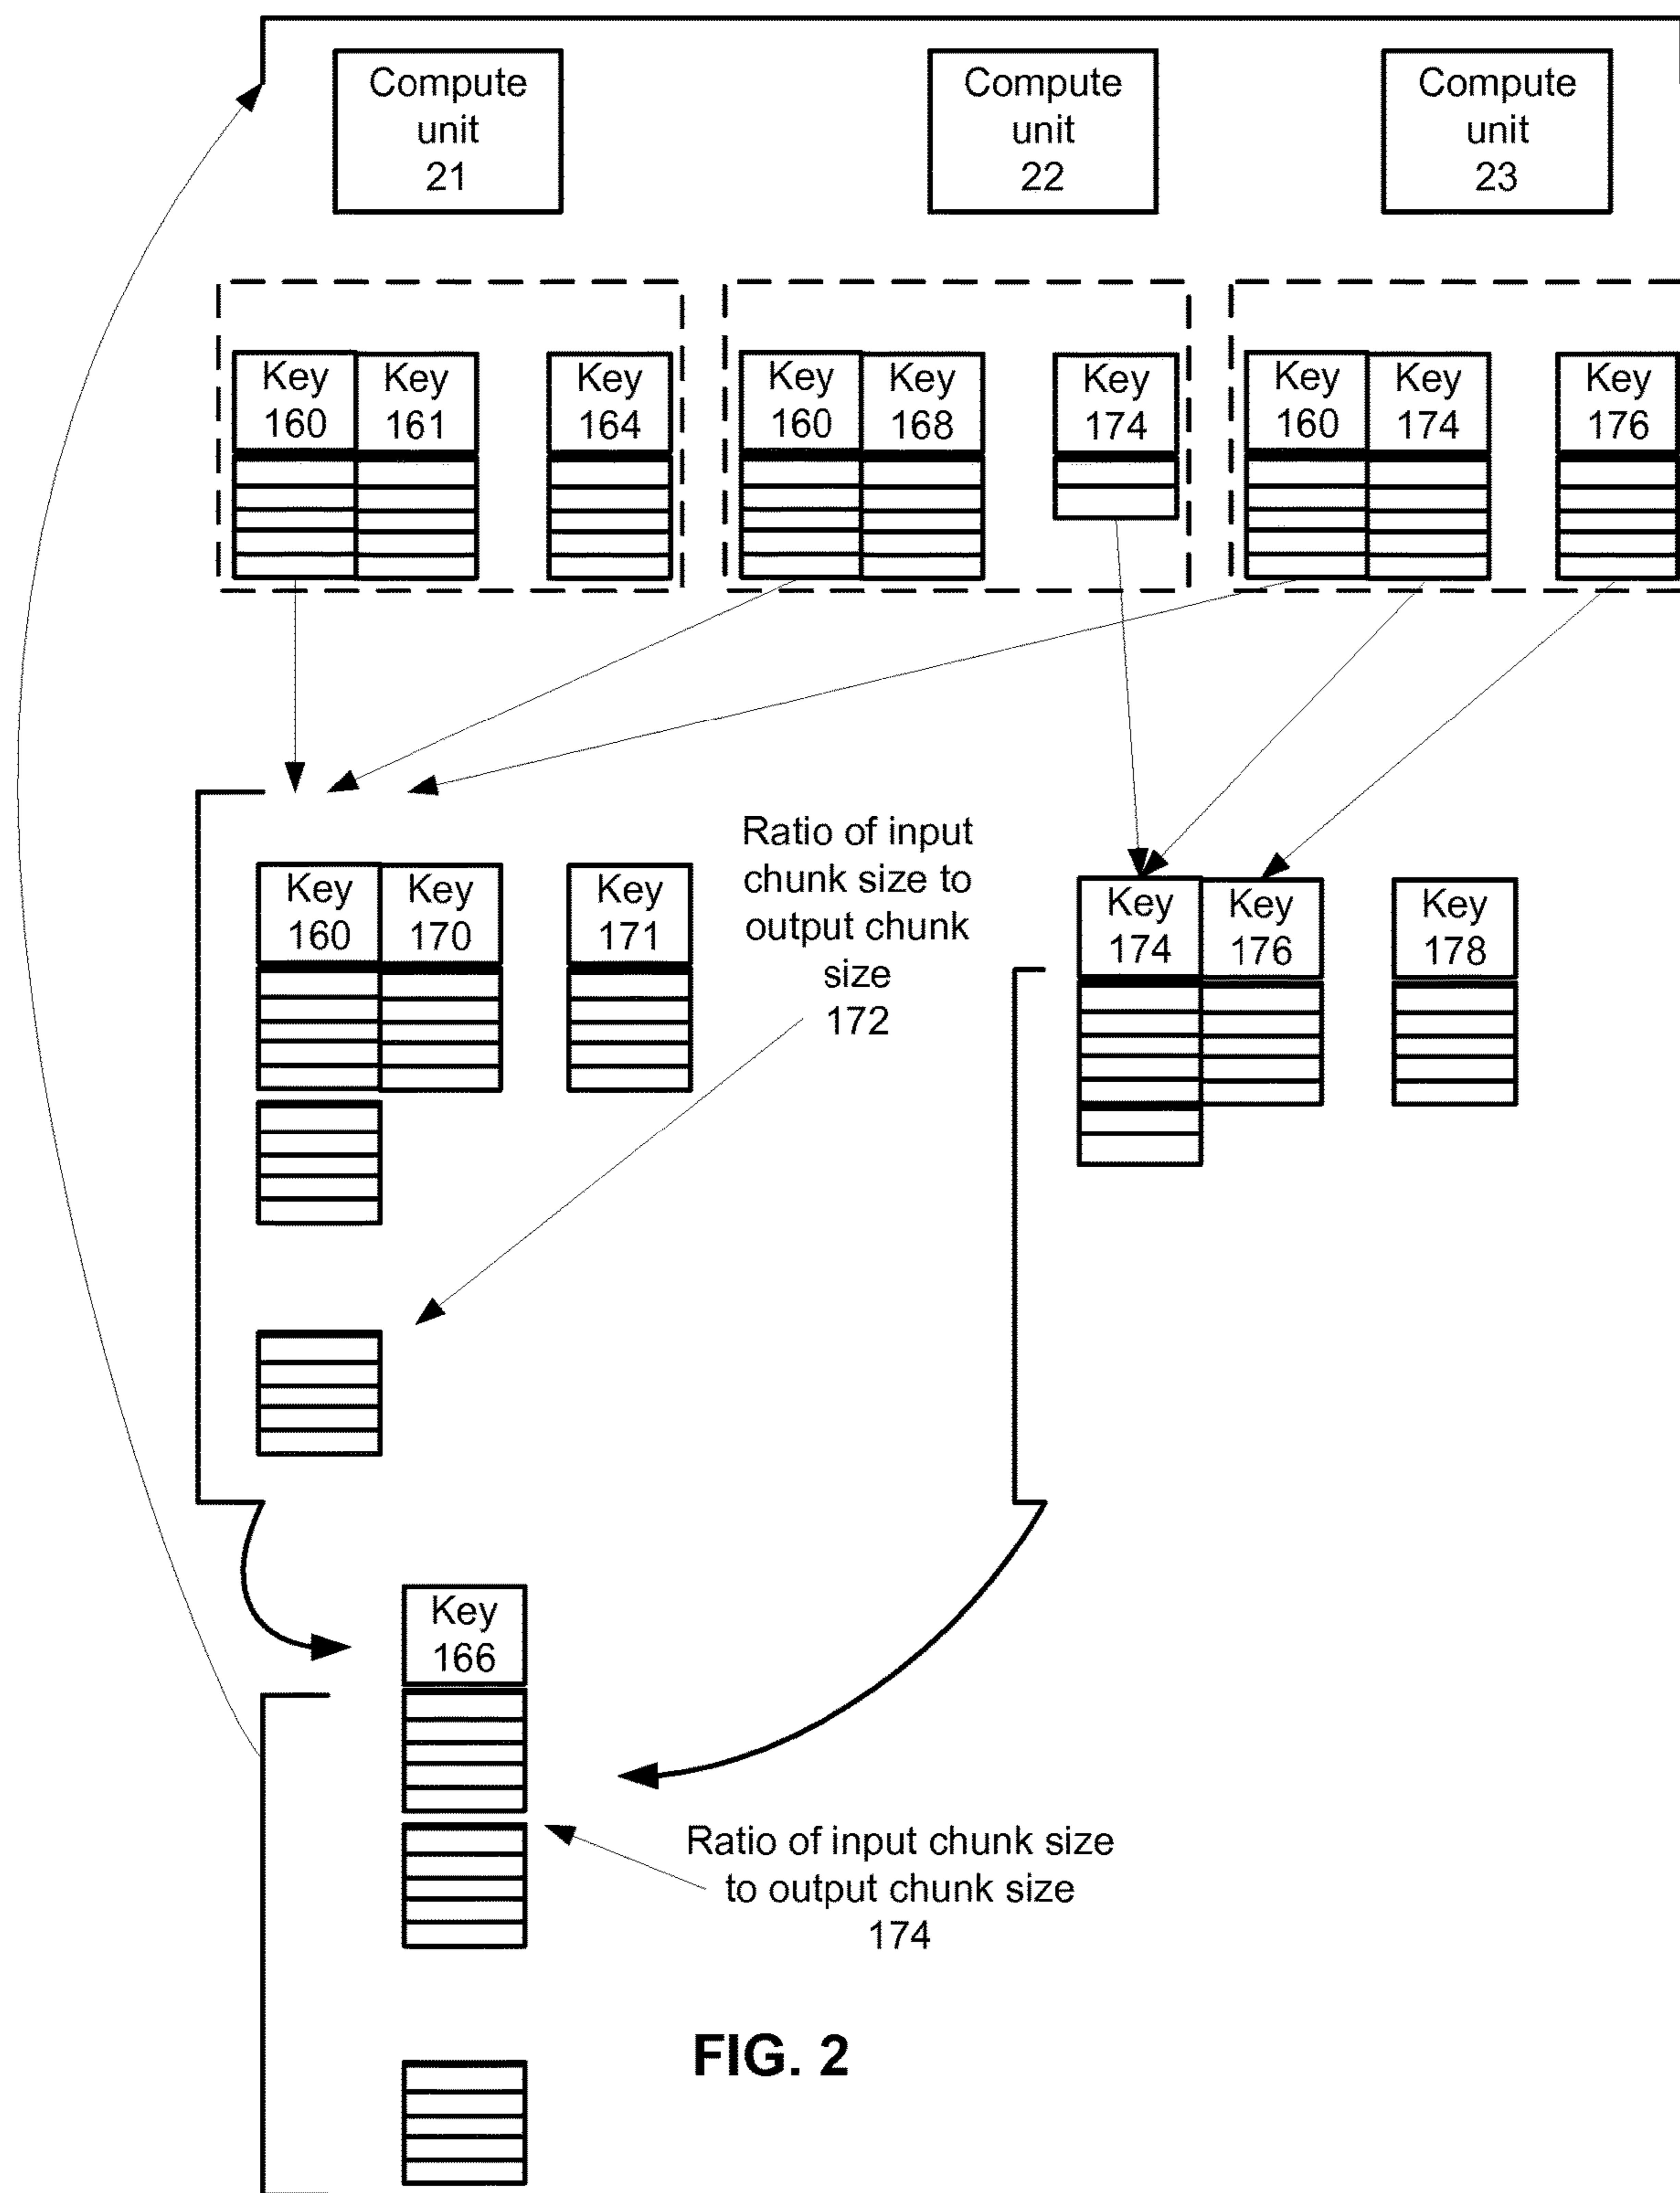 Compute
unit
21
Compute
unit
22
Compute
unit
23
Key
160
Key
161
Key
164
Key
160
Key
168
Key
174
Key
160
Key
174
Key
176
Ratio of input
chunk size to
output chunk
size
172
Key
160
Key
170
Key
171
Key
174
Key
176
Key
178
Key
166
Ratio of input chunk size
to output chunk size
174
FIG. 2